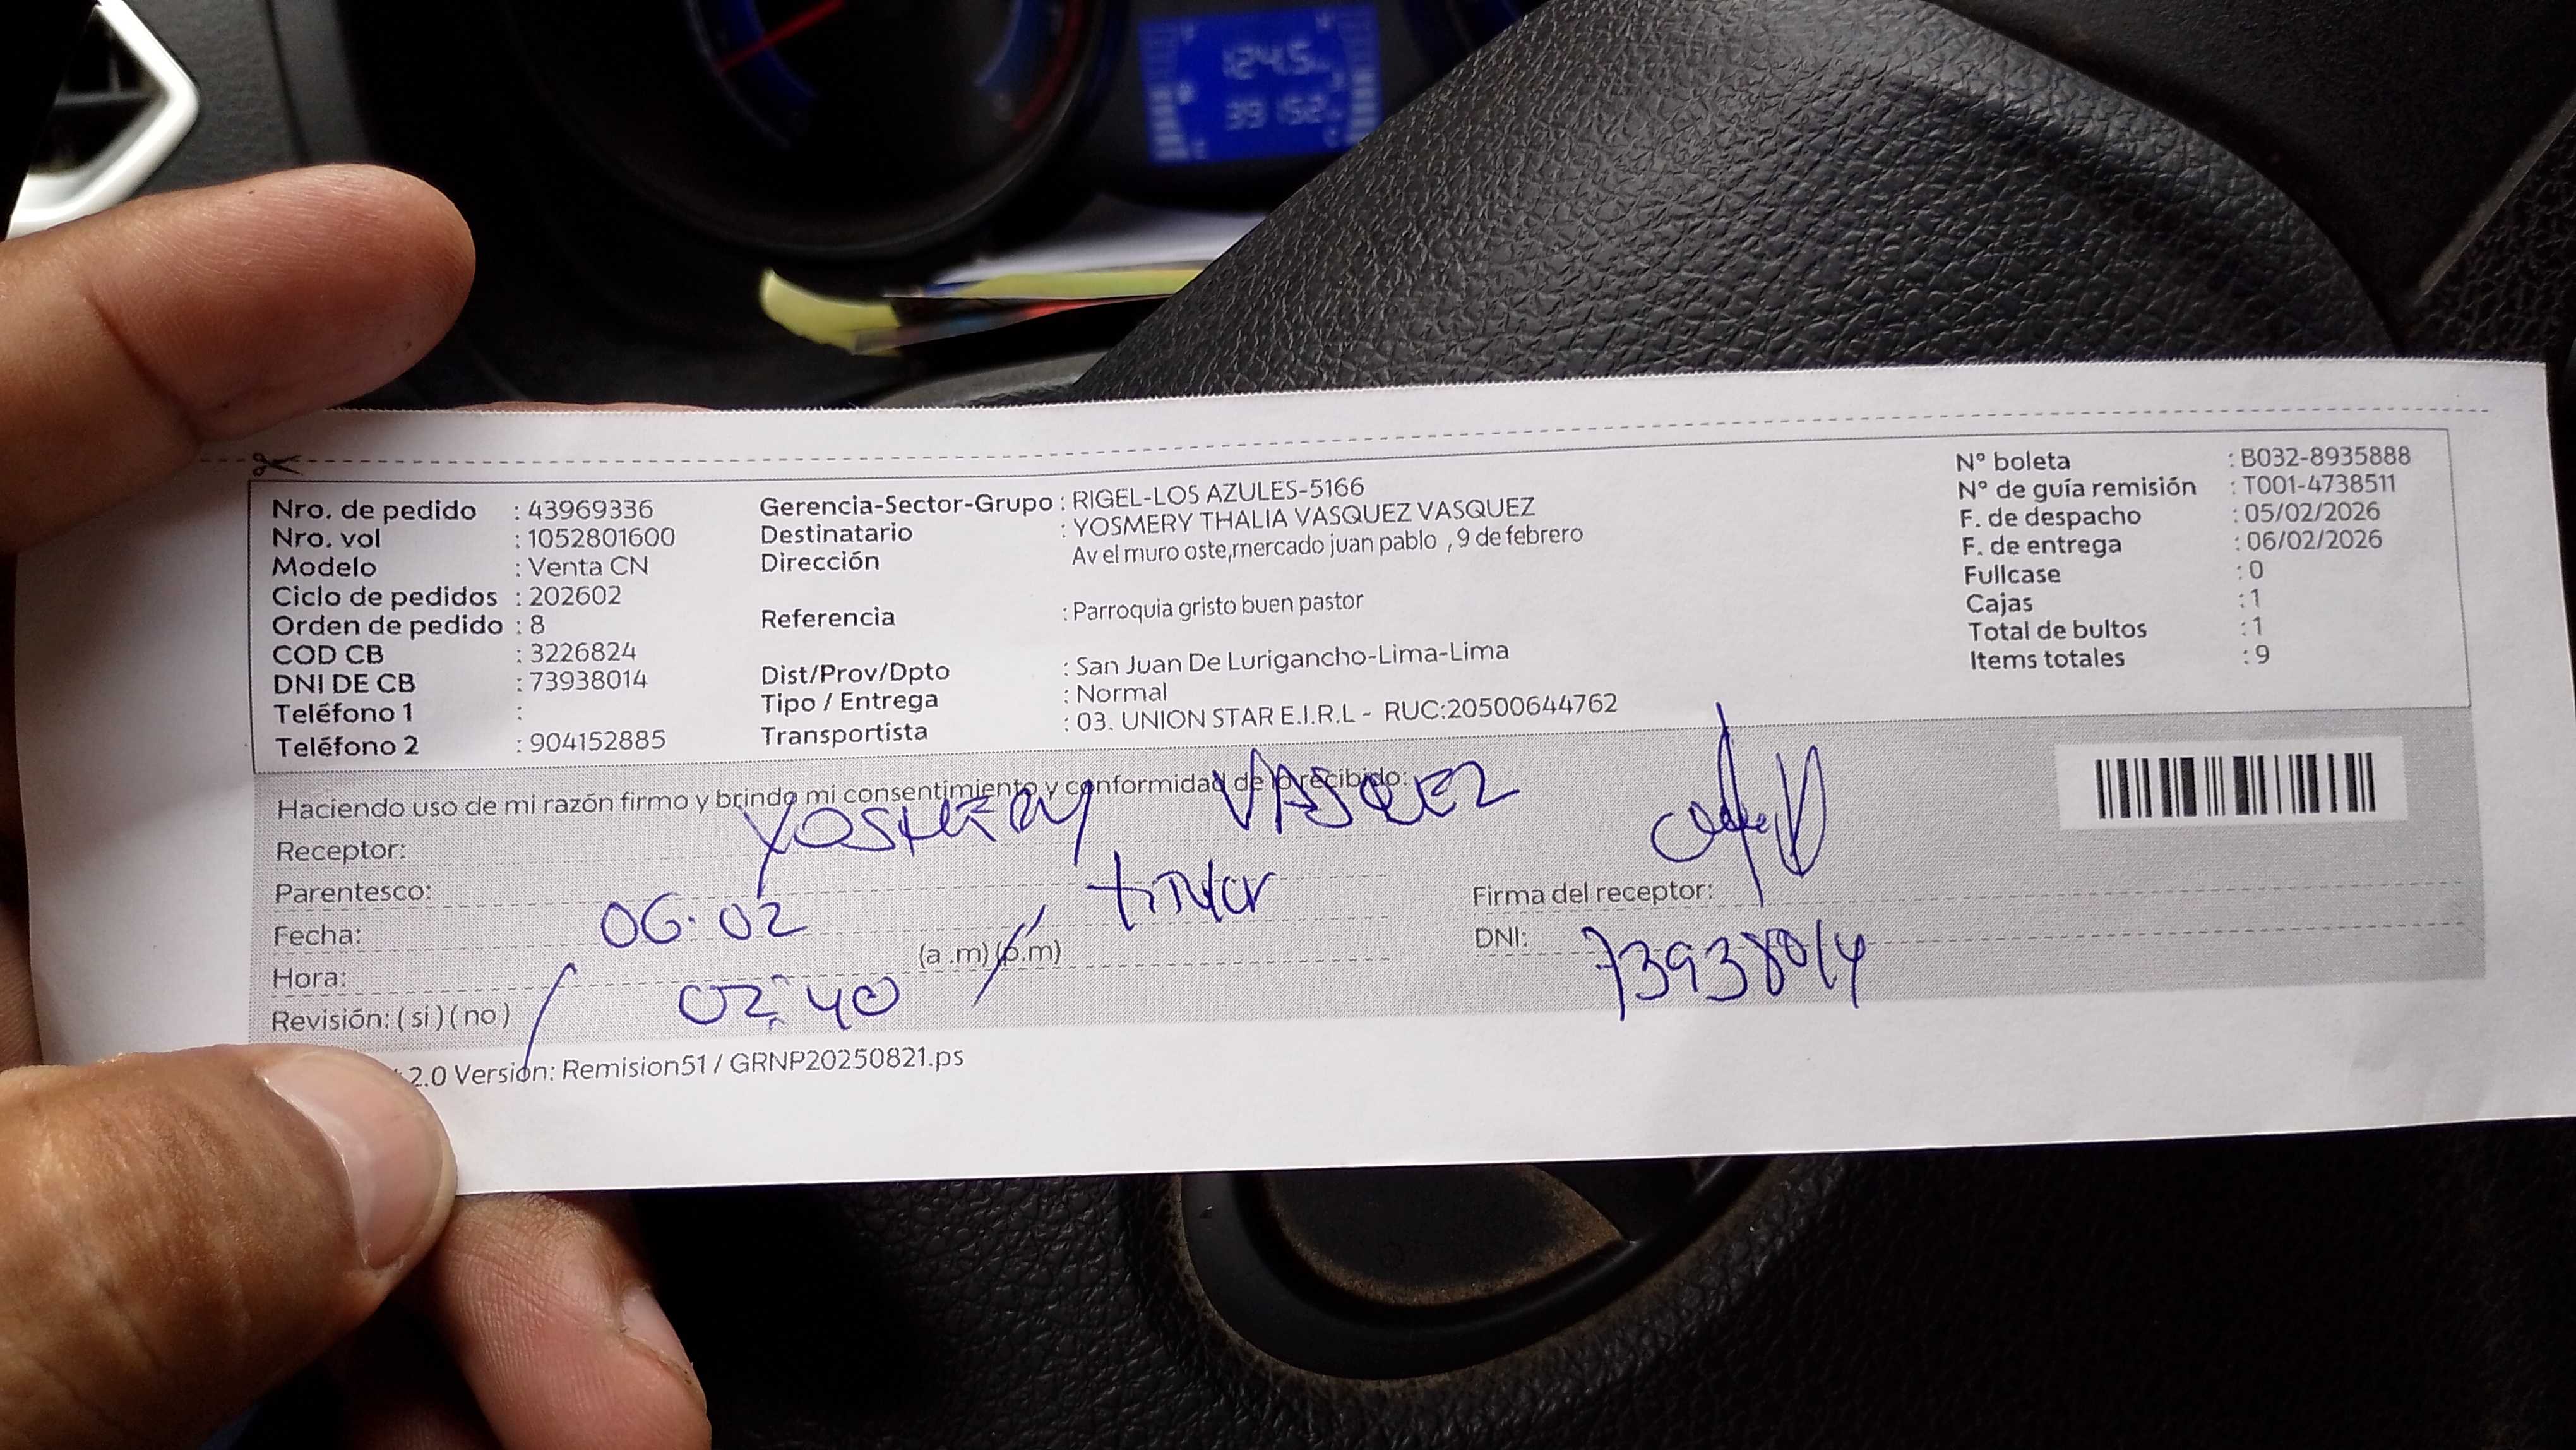 124.5
39152
Nro. de pedido : 43969336
Nro. vol : 1052801600
Modelo : Venta CN
Ciclo de pedidos : 202602
Orden de pedido : 8
COD CB : 3226824
DNI DE CB : 73938014
Teléfono 1 :
Teléfono 2 : 904152885
Gerencia-Sector-Grupo : RIGEL-LOS AZULES-5166
Destinatario : YOSMERY THALIA VASQUEZ VASQUEZ
Dirección Av el muro oste,mercado juan pablo , 9 de febrero
Referencia : Parroquia gristo buen pastor
Dist/Prov/Dpto : San Juan De Lurigancho-Lima-Lima
Tipo / Entrega : Normal
Transportista : 03. UNION STAR E.I.R.L - RUC:20500644762
N° boleta : B032-8935888
N° de guía remisión : T001-4738511
F. de despacho : 05/02/2026
F. de entrega : 06/02/2026
Fullcase : 0
Cajas : 1
Total de bultos : 1
Items totales : 9
Haciendo uso de mi razón firmo y brindo mi consentimiento y conformidad de lo recibido:
Receptor: YOSMERY VASQUEZ
Parentesco: titular
Fecha: 06.02
Hora: 02:40 (a .m) (p.m)
Revisión: ( si ) ( no )
Firma del receptor:
DNI: 73938014
2.0 Versión: Remision51 / GRNP20250821.ps